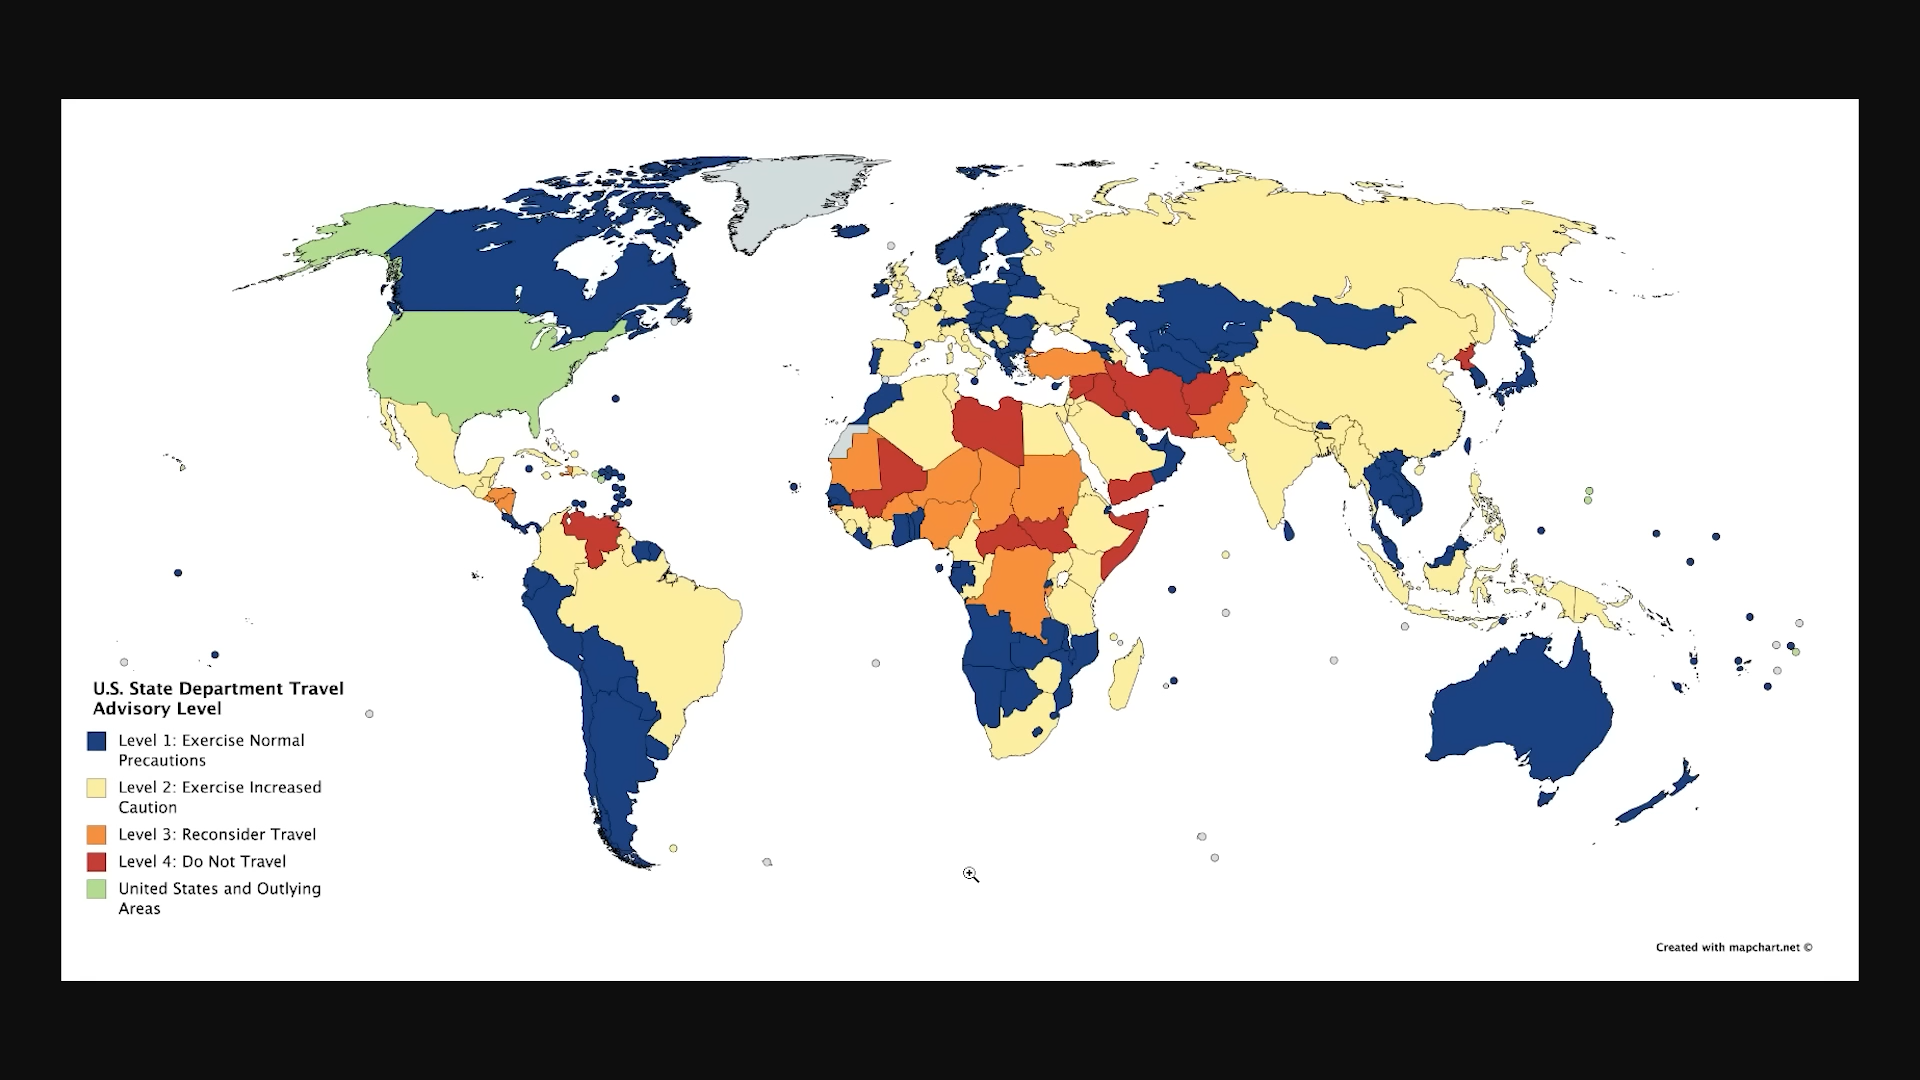 U.S. State Department Travel
Advisory Level
Level 1: Exercise Normal
Precautions
Level 2: Exercise Increased
Caution
Level 3: Reconsider Travel
Level 4: Do Not Travel
United States and Outlying
Areas
Created with mapchart.net ©